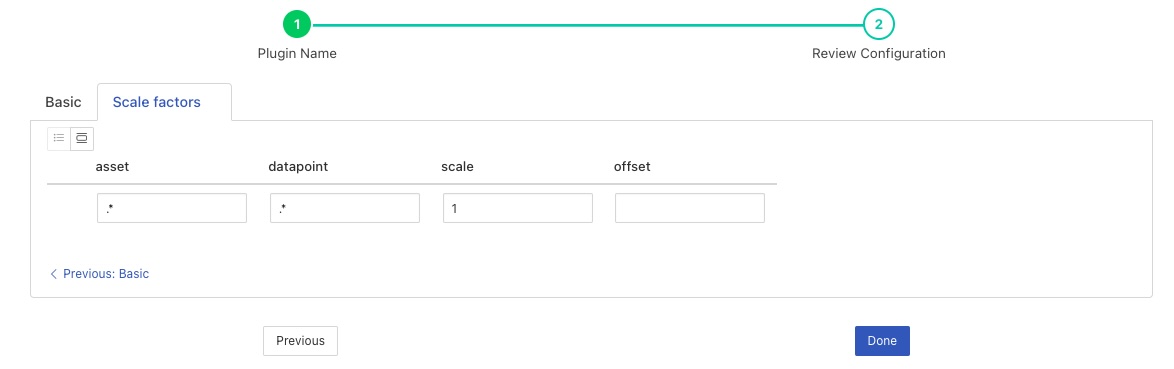 1
2
Plugin Name
Review Configuration
Basic
Scale factors
asset datapoint scale offset
.* .* 1
Previous: Basic
Previous
Done